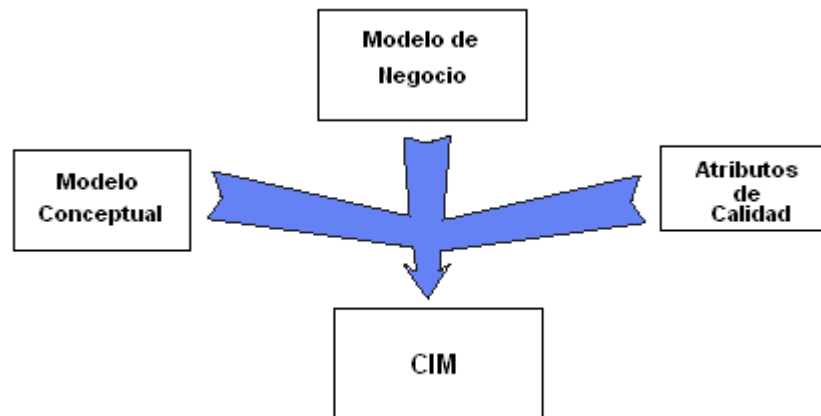 Modelo de
Negocio
Modelo
Conceptual
Atributos
de
Calidad
CIM